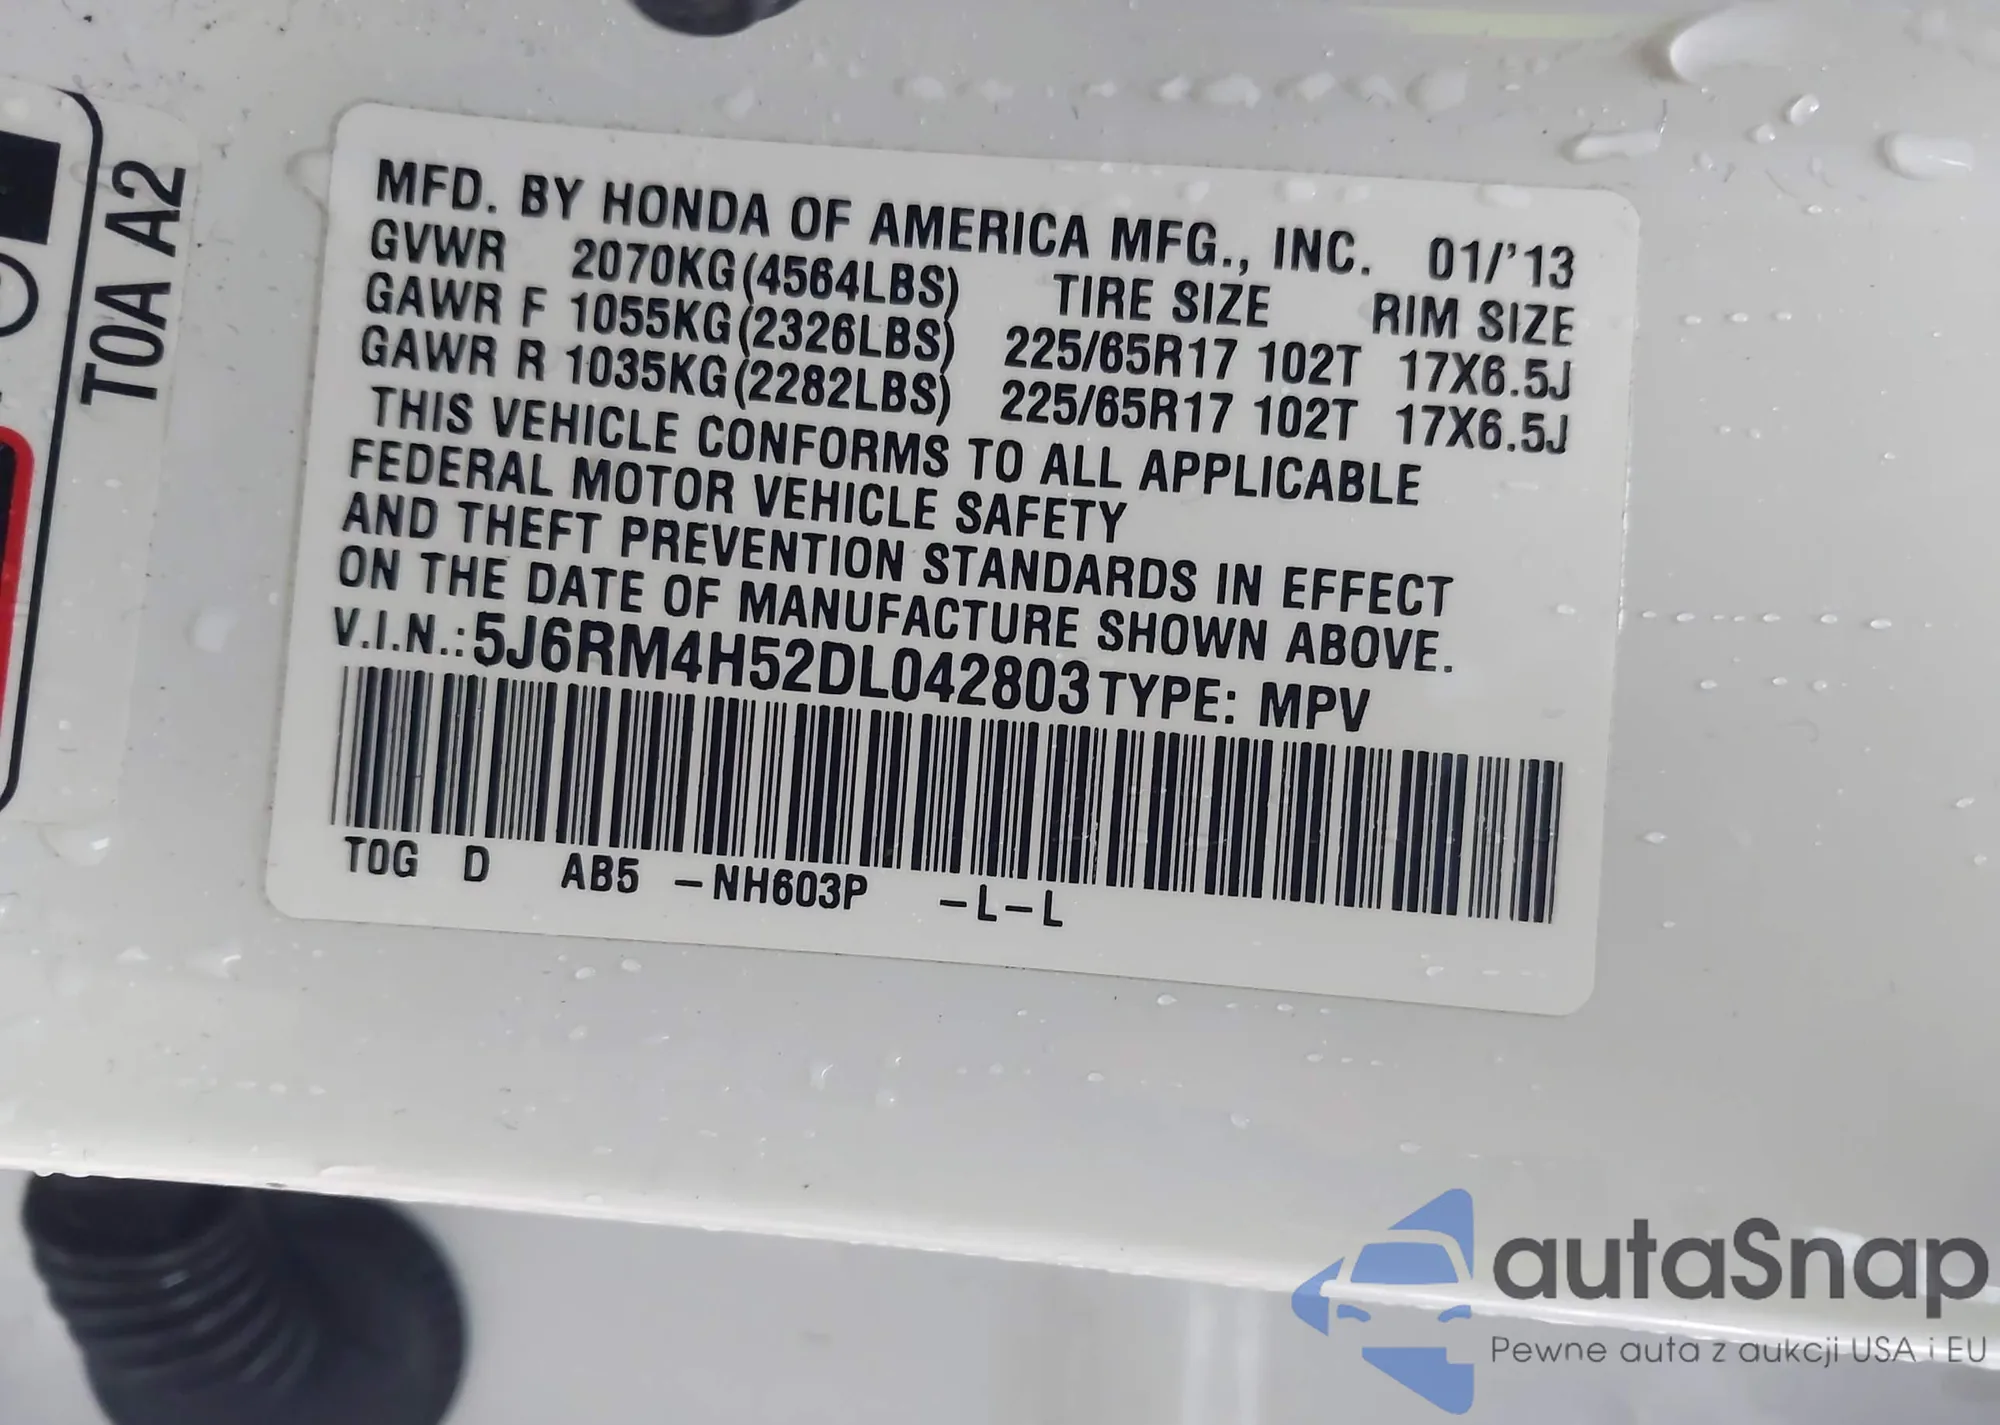 T0A A2
MFD. BY HONDA OF AMERICA MFG., INC. 01/'13
GVWR 2070KG(4564LBS) TIRE SIZE RIM SIZE
GAWR F 1055KG(2326LBS) 225/65R17 102T 17X6.5J
GAWR R 1035KG(2282LBS) 225/65R17 102T 17X6.5J
THIS VEHICLE CONFORMS TO ALL APPLICABLE
FEDERAL MOTOR VEHICLE SAFETY
AND THEFT PREVENTION STANDARDS IN EFFECT
ON THE DATE OF MANUFACTURE SHOWN ABOVE.
V.I.N.:5J6RM4H52DL042803 TYPE: MPV
T0G D AB5 -NH603P -L-L
autaSnap
Pewne auta z aukcji USA i EU